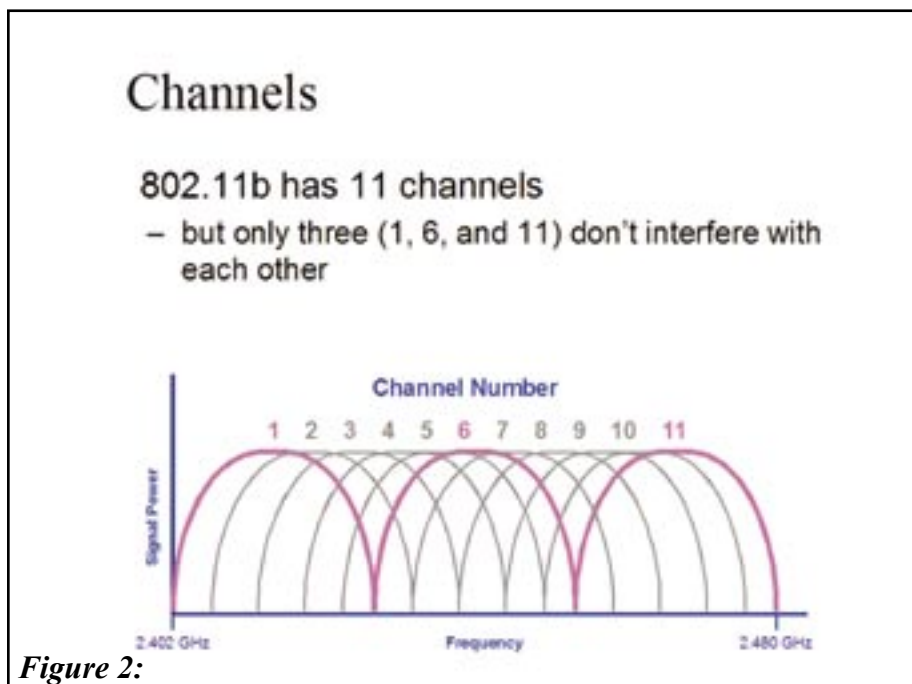 Channels
802.11b has 11 channels
– but only three (1, 6, and 11) don't interfere with
each other
Channel Number
1 2 3 4 5 6 7 8 9 10 11
Signal Power
2.402 GHz Frequency 2.480 GHz
Figure 2: